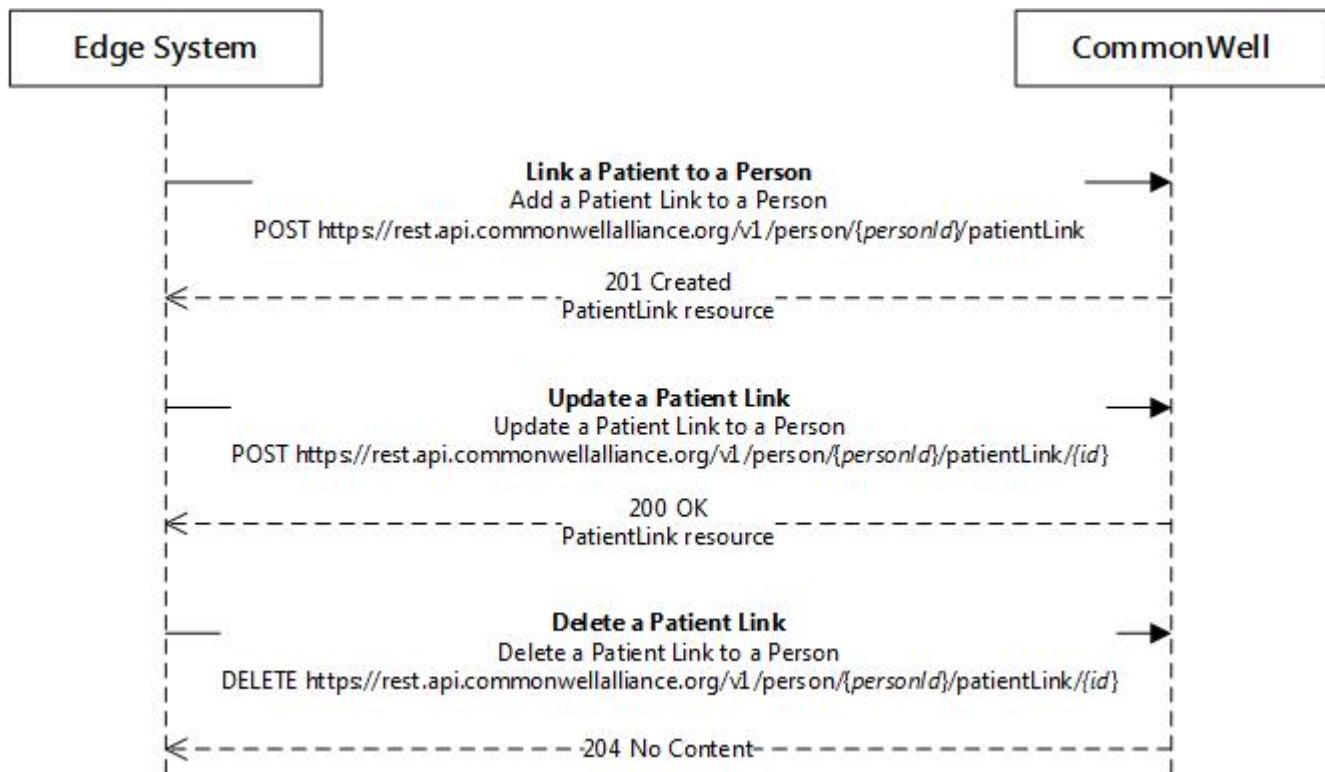 Edge System
CommonWell
Link a Patient to a Person
Add a Patient Link to a Person
POST https://rest.api.commonwellalliance.org/v1/person/{personId}/patientLink
201 Created
PatientLink resource
Update a Patient Link
Update a Patient Link to a Person
POST https://rest.api.commonwellalliance.org/v1/person/{personId}/patientLink/{id}
200 OK
PatientLink resource
Delete a Patient Link
Delete a Patient Link to a Person
DELETE https://rest.api.commonwellalliance.org/v1/person/{personId}/patientLink/{id}
204 No Content